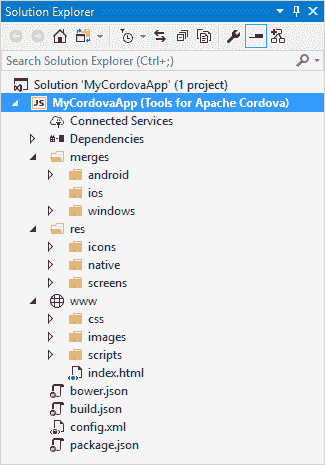 Solution Explorer
Search Solution Explorer (Ctrl+;)
Solution 'MyCordovaApp' (1 project)
JS MyCordovaApp (Tools for Apache Cordova)
Connected Services
Dependencies
merges
android
ios
windows
res
icons
native
screens
www
css
images
scripts
index.html
bower.json
build.json
config.xml
package.json